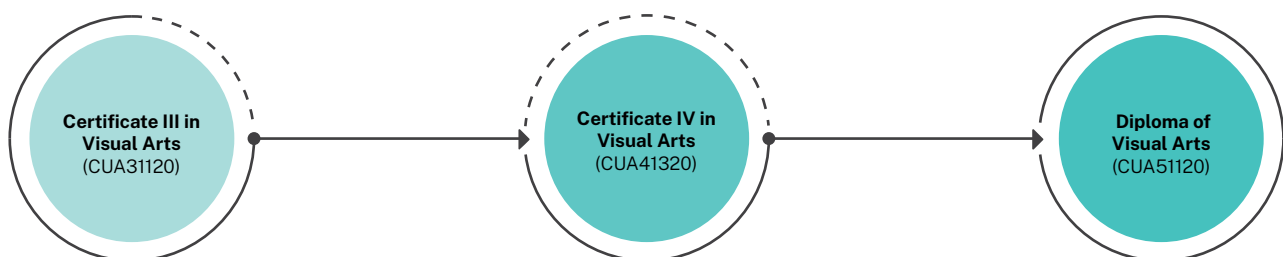 Certificate III in
Visual Arts
(CUA31120)
Certificate IV in
Visual Arts
(CUA41320)
Diploma of
Visual Arts
(CUA51120)